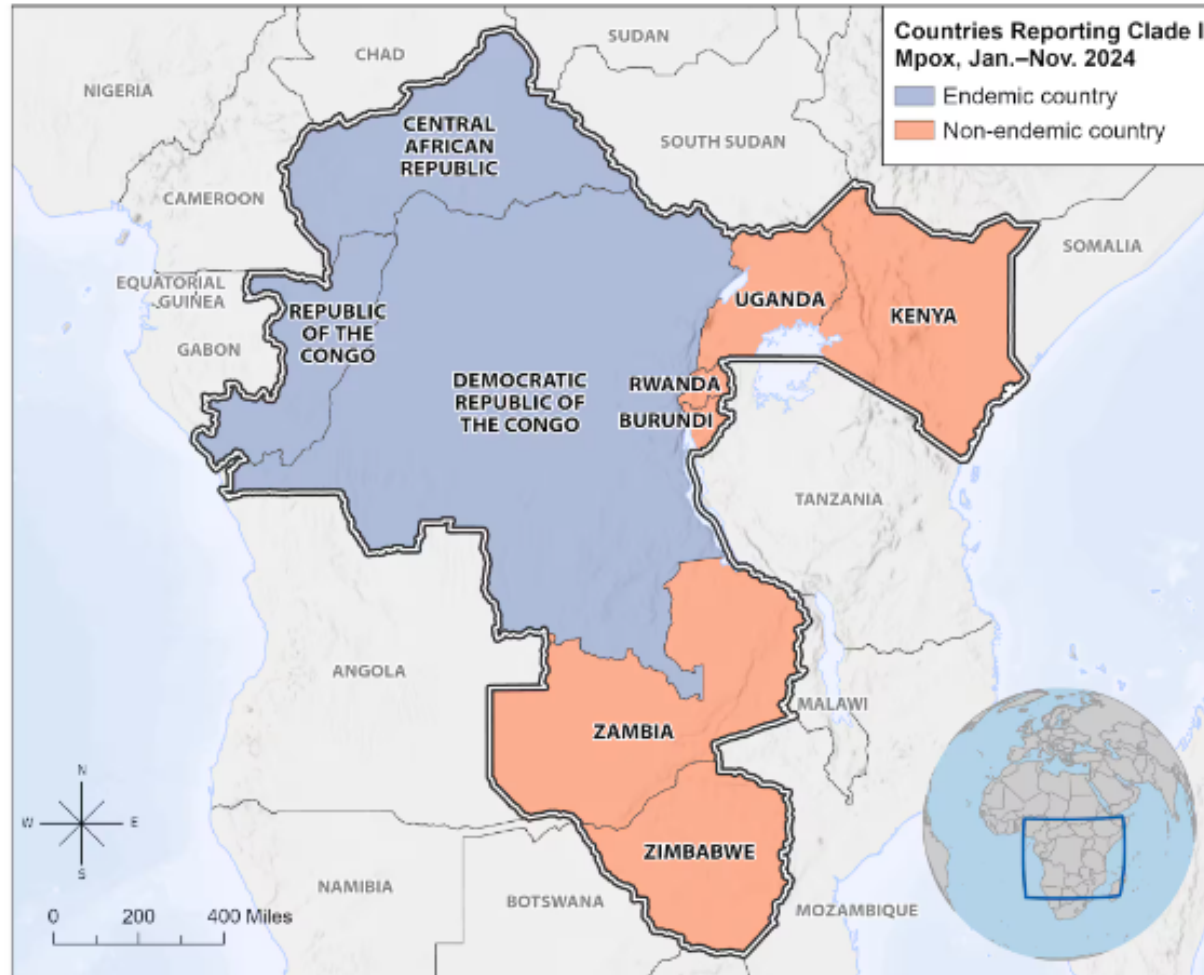 Countries Reporting Clade I
Mpox, Jan.–Nov. 2024
Endemic country
Non-endemic country
SUDAN
CHAD
NIGERIA
CENTRAL
AFRICAN
REPUBLIC
SOUTH SUDAN
CAMEROON
SOMALIA
EQUATORIAL
GUINEA
UGANDA
REPUBLIC
OF THE
CONGO
KENYA
GABON
DEMOCRATIC
REPUBLIC OF
THE CONGO
RWANDA
BURUNDI
TANZANIA
ANGOLA
MALAWI
ZAMBIA
ZIMBABWE
NAMIBIA
BOTSWANA
MOZAMBIQUE
N
W
E
S
0 200 400 Miles